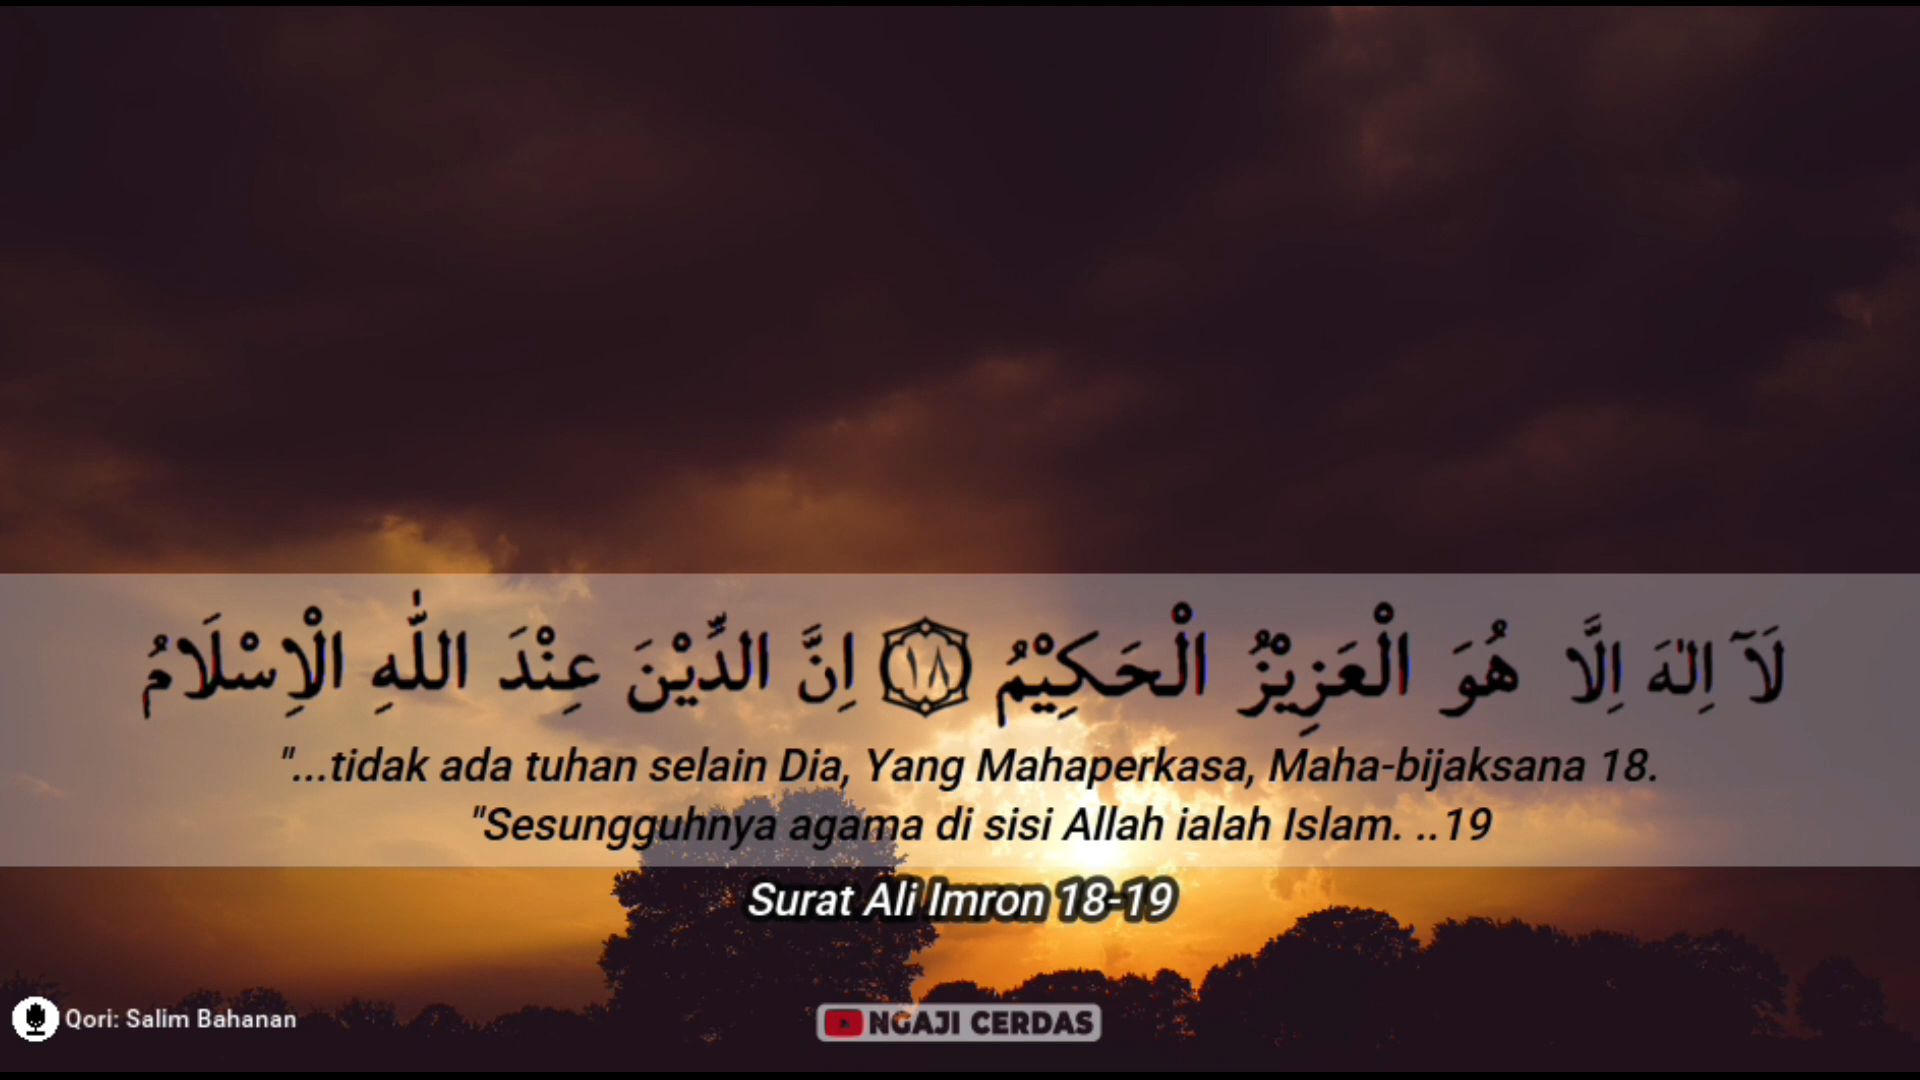 لَآ اِلٰهَ اِلَّا هُوَ الْعَزِيْزُ الْحَكِيْمُ ١٨ اِنَّ الدِّيْنَ عِنْدَ اللّٰهِ الْاِسْلَامُ
"...tidak ada tuhan selain Dia, Yang Mahaperkasa, Maha-bijaksana 18.
"Sesungguhnya agama di sisi Allah ialah Islam. ..19
Surat Ali Imron 18-19
Qori: Salim Bahanan
NGAJI CERDAS